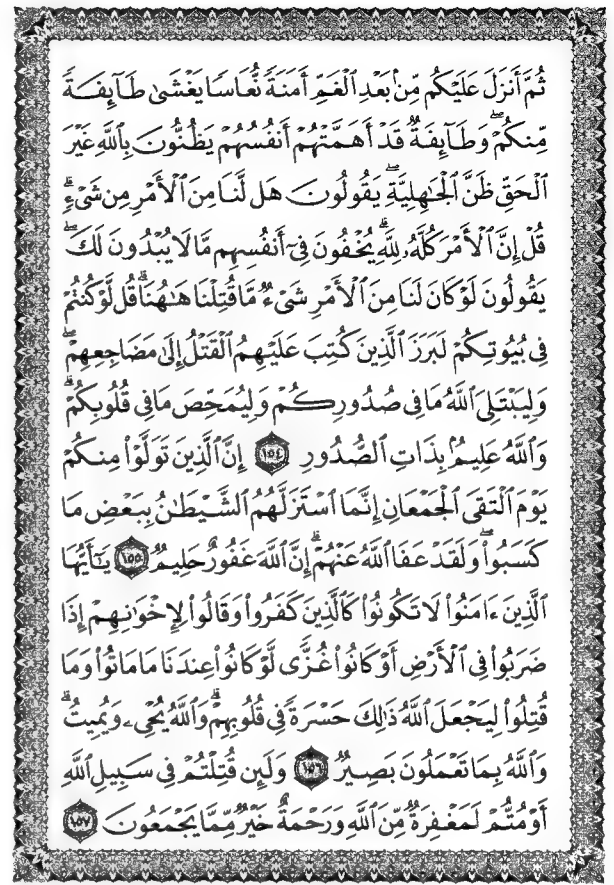 ثُمَّ أَنزَلَ عَلَيْكُم مِّنۢ بَعْدِ ٱلْغَمِّ أَمَنَةً نُّعَاسًا يَغْشَىٰ طَآئِفَةً
مِّنكُمْۖ وَطَآئِفَةٌ قَدْ أَهَمَّتْهُمْ أَنفُسُهُمْ يَظُنُّونَ بِٱللَّهِ غَيْرَ
ٱلْحَقِّ ظَنَّ ٱلْجَٰهِلِيَّةِۖ يَقُولُونَ هَل لَّنَا مِنَ ٱلْأَمْرِ مِن شَىْءٍۗ
قُلْ إِنَّ ٱلْأَمْرَ كُلَّهُۥ لِلَّهِۗ يُخْفُونَ فِىٓ أَنفُسِهِم مَّا لَا يُبْدُونَ لَكَۖ
يَقُولُونَ لَوْ كَانَ لَنَا مِنَ ٱلْأَمْرِ شَىْءٌ مَّا قُتِلْنَا هَٰهُنَاۗ قُل لَّوْ كُنتُمْ
فِى بُيُوتِكُمْ لَبَرَزَ ٱلَّذِينَ كُتِبَ عَلَيْهِمُ ٱلْقَتْلُ إِلَىٰ مَضَاجِعِهِمْۖ
وَلِيَبْتَلِىَ ٱللَّهُ مَا فِى صُدُورِكُمْ وَلِيُمَحِّصَ مَا فِى قُلُوبِكُمْۗ
وَٱللَّهُ عَلِيمٌۢ بِذَاتِ ٱلصُّدُورِ ١٥٤ إِنَّ ٱلَّذِينَ تَوَلَّوْا۟ مِنكُمْ
يَوْمَ ٱلْتَقَى ٱلْجَمْعَانِ إِنَّمَا ٱسْتَزَلَّهُمُ ٱلشَّيْطَٰنُ بِبَعْضِ مَا
كَسَبُوا۟ۖ وَلَقَدْ عَفَا ٱللَّهُ عَنْهُمْۗ إِنَّ ٱللَّهَ غَفُورٌ حَلِيمٌ ١٥٥ يَٰٓأَيُّهَا
ٱلَّذِينَ ءَامَنُوا۟ لَا تَكُونُوا۟ كَٱلَّذِينَ كَفَرُوا۟ وَقَالُوا۟ لِإِخْوَٰنِهِمْ إِذَا
ضَرَبُوا۟ فِى ٱلْأَرْضِ أَوْ كَانُوا۟ غُزًّى لَّوْ كَانُوا۟ عِندَنَا مَا مَاتُوا۟ وَمَا
قُتِلُوا۟ لِيَجْعَلَ ٱللَّهُ ذَٰلِكَ حَسْرَةً فِى قُلُوبِهِمْۗ وَٱللَّهُ يُحْىِۦ وَيُمِيتُۗ
وَٱللَّهُ بِمَا تَعْمَلُونَ بَصِيرٌ ١٥٦ وَلَئِن قُتِلْتُمْ فِى سَبِيلِ ٱللَّهِ
أَوْ مُتُّمْ لَمَغْفِرَةٌ مِّنَ ٱللَّهِ وَرَحْمَةٌ خَيْرٌ مِّمَّا يَجْمَعُونَ ١٥٧